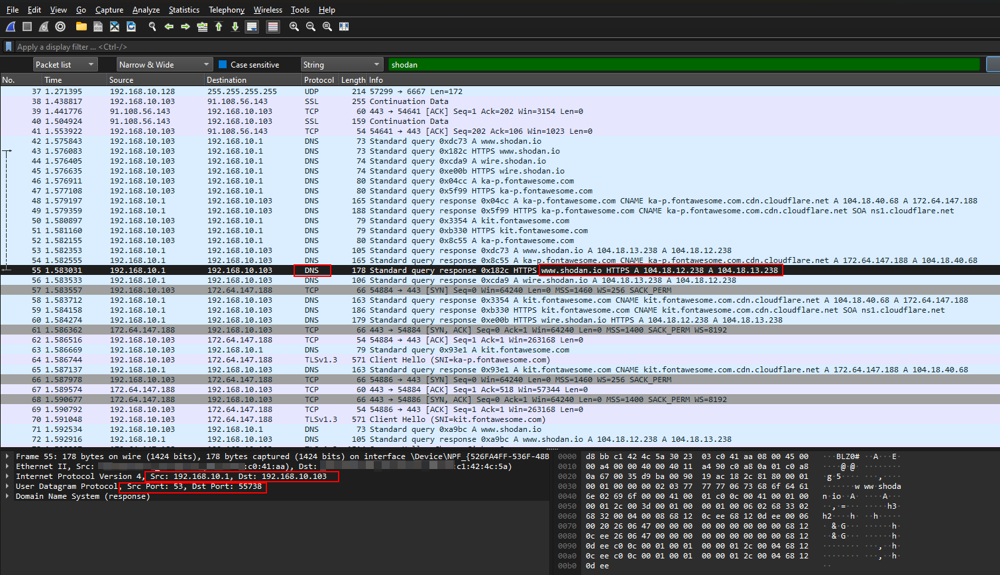 File Edit View Go Capture Analyze Statistics Telephony Wireless Tools Help
Apply a display filter ... <Ctrl-/>
Packet list Narrow & Wide Case sensitive String shodan
No. Time Source Destination Protocol Length Info
37 1.271395 192.168.10.128 255.255.255.255 UDP 214 57299 → 6667 Len=172
38 1.438817 192.168.10.103 91.108.56.143 SSL 255 Continuation Data
39 1.441776 91.108.56.143 192.168.10.103 TCP 60 443 → 54641 [ACK] Seq=1 Ack=202 Win=3154 Len=0
40 1.504924 91.108.56.143 192.168.10.103 SSL 159 Continuation Data
41 1.553922 192.168.10.103 91.108.56.143 TCP 54 54641 → 443 [ACK] Seq=202 Ack=106 Win=1023 Len=0
42 1.575843 192.168.10.103 192.168.10.1 DNS 73 Standard query 0xdc73 A www.shodan.io
43 1.576083 192.168.10.103 192.168.10.1 DNS 73 Standard query 0x182c HTTPS www.shodan.io
44 1.576405 192.168.10.103 192.168.10.1 DNS 74 Standard query 0xcda9 A wire.shodan.io
45 1.576635 192.168.10.103 192.168.10.1 DNS 74 Standard query 0xe00b HTTPS wire.shodan.io
46 1.576911 192.168.10.103 192.168.10.1 DNS 80 Standard query 0x04cc A ka-p.fontawesome.com
47 1.577108 192.168.10.103 192.168.10.1 DNS 80 Standard query 0x5f99 HTTPS ka-p.fontawesome.com
48 1.579197 192.168.10.1 192.168.10.103 DNS 165 Standard query response 0x04cc A ka-p.fontawesome.com CNAME ka-p.fontawesome.com.cdn.cloudflare.net A 104.18.40.68 A 172.64.147.188
49 1.579359 192.168.10.1 192.168.10.103 DNS 188 Standard query response 0x5f99 HTTPS ka-p.fontawesome.com CNAME ka-p.fontawesome.com.cdn.cloudflare.net SOA ns1.cloudflare.net
50 1.580897 192.168.10.103 192.168.10.1 DNS 79 Standard query 0x3354 A kit.fontawesome.com
51 1.581160 192.168.10.103 192.168.10.1 DNS 79 Standard query 0xb330 HTTPS kit.fontawesome.com
52 1.582155 192.168.10.103 192.168.10.1 DNS 80 Standard query 0x8c55 A ka-p.fontawesome.com
53 1.582353 192.168.10.1 192.168.10.103 DNS 105 Standard query response 0xdc73 A www.shodan.io A 104.18.13.238 A 104.18.12.238
54 1.582555 192.168.10.1 192.168.10.103 DNS 165 Standard query response 0x8c55 A ka-p.fontawesome.com CNAME ka-p.fontawesome.com.cdn.cloudflare.net A 172.64.147.188 A 104.18.40.68
55 1.583031 192.168.10.1 192.168.10.103 DNS 178 Standard query response 0x182c HTTPS www.shodan.io HTTPS A 104.18.12.238 A 104.18.13.238
56 1.583533 192.168.10.1 192.168.10.103 DNS 106 Standard query response 0xcda9 A wire.shodan.io A 104.18.13.238 A 104.18.12.238
57 1.583557 192.168.10.103 172.64.147.188 TCP 66 54884 → 443 [SYN] Seq=0 Win=64240 Len=0 MSS=1460 WS=256 SACK_PERM
58 1.583712 192.168.10.1 192.168.10.103 DNS 163 Standard query response 0x3354 A kit.fontawesome.com CNAME kit.fontawesome.com.cdn.cloudflare.net A 104.18.40.68 A 172.64.147.188
59 1.584158 192.168.10.1 192.168.10.103 DNS 186 Standard query response 0xb330 HTTPS kit.fontawesome.com CNAME kit.fontawesome.com.cdn.cloudflare.net SOA ns1.cloudflare.net
60 1.584274 192.168.10.1 192.168.10.103 DNS 179 Standard query response 0xe00b HTTPS wire.shodan.io HTTPS A 104.18.12.238 A 104.18.13.238
61 1.586362 172.64.147.188 192.168.10.103 TCP 66 443 → 54884 [SYN, ACK] Seq=0 Ack=1 Win=64240 Len=0 MSS=1400 SACK_PERM WS=8192
62 1.586516 192.168.10.103 172.64.147.188 TCP 54 54884 → 443 [ACK] Seq=1 Ack=1 Win=263168 Len=0
63 1.586669 192.168.10.103 192.168.10.1 DNS 79 Standard query 0x93e1 A kit.fontawesome.com
64 1.586744 192.168.10.103 172.64.147.188 TLSv1.3 571 Client Hello (SNI=ka-p.fontawesome.com)
65 1.587137 192.168.10.1 192.168.10.103 DNS 163 Standard query response 0x93e1 A kit.fontawesome.com CNAME kit.fontawesome.com.cdn.cloudflare.net A 172.64.147.188 A 104.18.40.68
66 1.587978 192.168.10.103 172.64.147.188 TCP 66 54886 → 443 [SYN] Seq=0 Win=64240 Len=0 MSS=1460 WS=256 SACK_PERM
67 1.589574 172.64.147.188 192.168.10.103 TCP 60 443 → 54884 [ACK] Seq=1 Ack=518 Win=57344 Len=0
68 1.590677 172.64.147.188 192.168.10.103 TCP 66 443 → 54886 [SYN, ACK] Seq=0 Ack=1 Win=64240 Len=0 MSS=1400 SACK_PERM WS=8192
69 1.590792 192.168.10.103 172.64.147.188 TCP 54 54886 → 443 [ACK] Seq=1 Ack=1 Win=263168 Len=0
70 1.591048 192.168.10.103 172.64.147.188 TLSv1.3 571 Client Hello (SNI=kit.fontawesome.com)
71 1.592534 192.168.10.103 192.168.10.1 DNS 73 Standard query 0xa9bc A www.shodan.io
72 1.592916 192.168.10.1 192.168.10.103 DNS 105 Standard query response 0xa9bc A www.shodan.io A 104.18.12.238 A 104.18.13.238
Frame 55: 178 bytes on wire (1424 bits), 178 bytes captured (1424 bits) on interface \Device\NPF_{526FA4FF-536F-48B
Ethernet II, Src: :c0:41:aa), Dst: :c1:42:4c:5a)
Internet Protocol Version 4, Src: 192.168.10.1, Dst: 192.168.10.103
User Datagram Protocol, Src Port: 53, Dst Port: 55738
Domain Name System (response)
0000 d8 bb c1 42 4c 5a 30 23 03 c0 41 aa 08 00 45 00 ···BLZ0# ··A···E·
0010 00 a4 00 00 40 00 40 11 a4 90 c0 a8 0a 01 c0 a8 ····@·@· ········
0020 0a 67 00 35 d9 ba 00 90 19 ac 18 2c 81 80 00 01 ·g·5···· ···,····
0030 00 01 00 00 00 02 03 77 77 77 06 73 68 6f 64 61 ·······w ww·shoda
0040 6e 02 69 6f 00 00 41 00 01 c0 0c 00 41 00 01 00 n·io··A· ····A···
0050 00 01 2c 00 3d 00 01 00 00 01 00 06 02 68 33 02 ··,·=··· ·····h3·
0060 68 32 00 04 00 08 68 12 0c ee 68 12 0d ee 00 06 h2····h· ··h·····
0070 00 20 26 06 47 00 00 00 00 00 00 00 00 00 68 12 · &·G··· ······h·
0080 0c ee 26 06 47 00 00 00 00 00 00 00 00 00 68 12 ··&·G··· ······h·
0090 0d ee c0 0c 00 01 00 01 00 00 01 2c 00 04 68 12 ········ ···,··h·
00a0 0c ee c0 0c 00 01 00 01 00 00 01 2c 00 04 68 12 ········ ···,··h·
00b0 0d ee ··